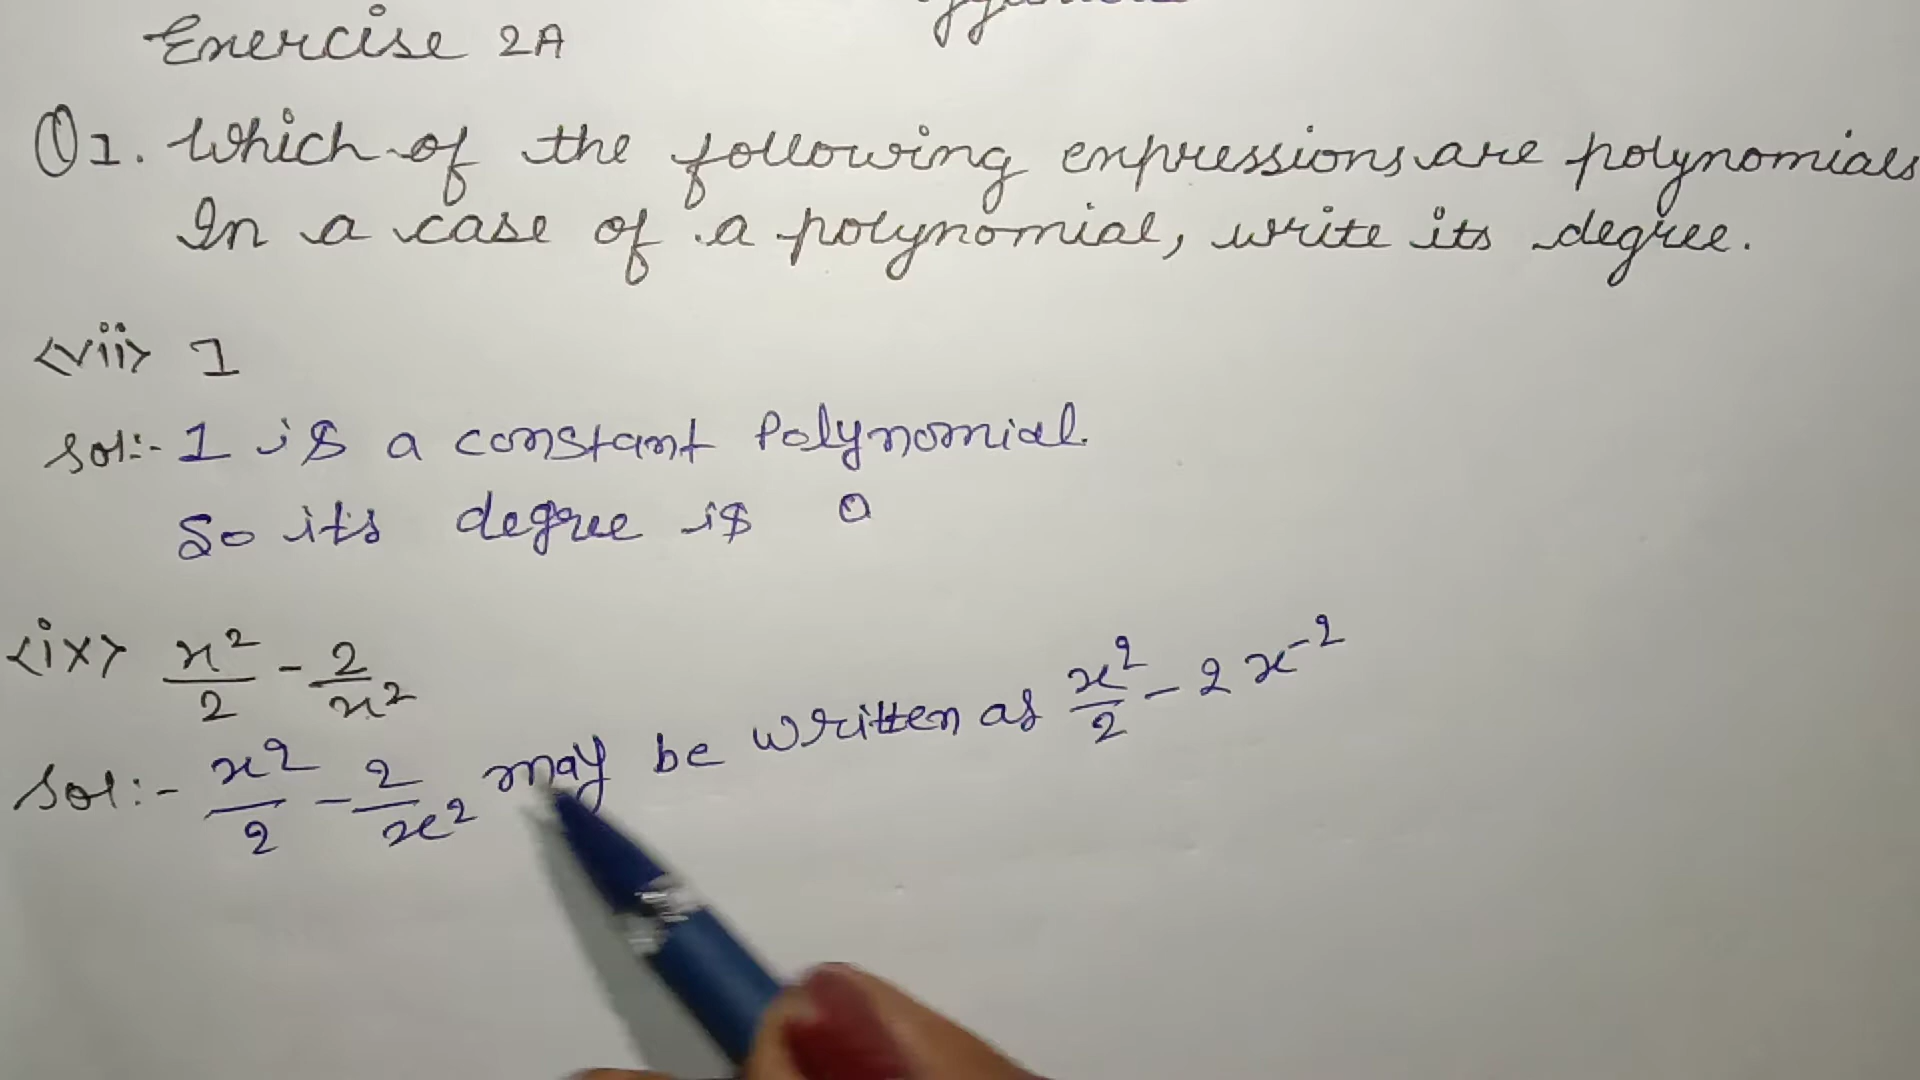 Exercise 2A
Q1. Which of the following expressions are polynomials
In a case of a polynomial, write its degree.
<vii> 1
Sol:- 1 is a constant Polynomial.
So its degree is 0
<ix> x²/2 - 2/x²
Sol:- x²/2 - 2/x² may be written as x²/2 - 2x⁻²